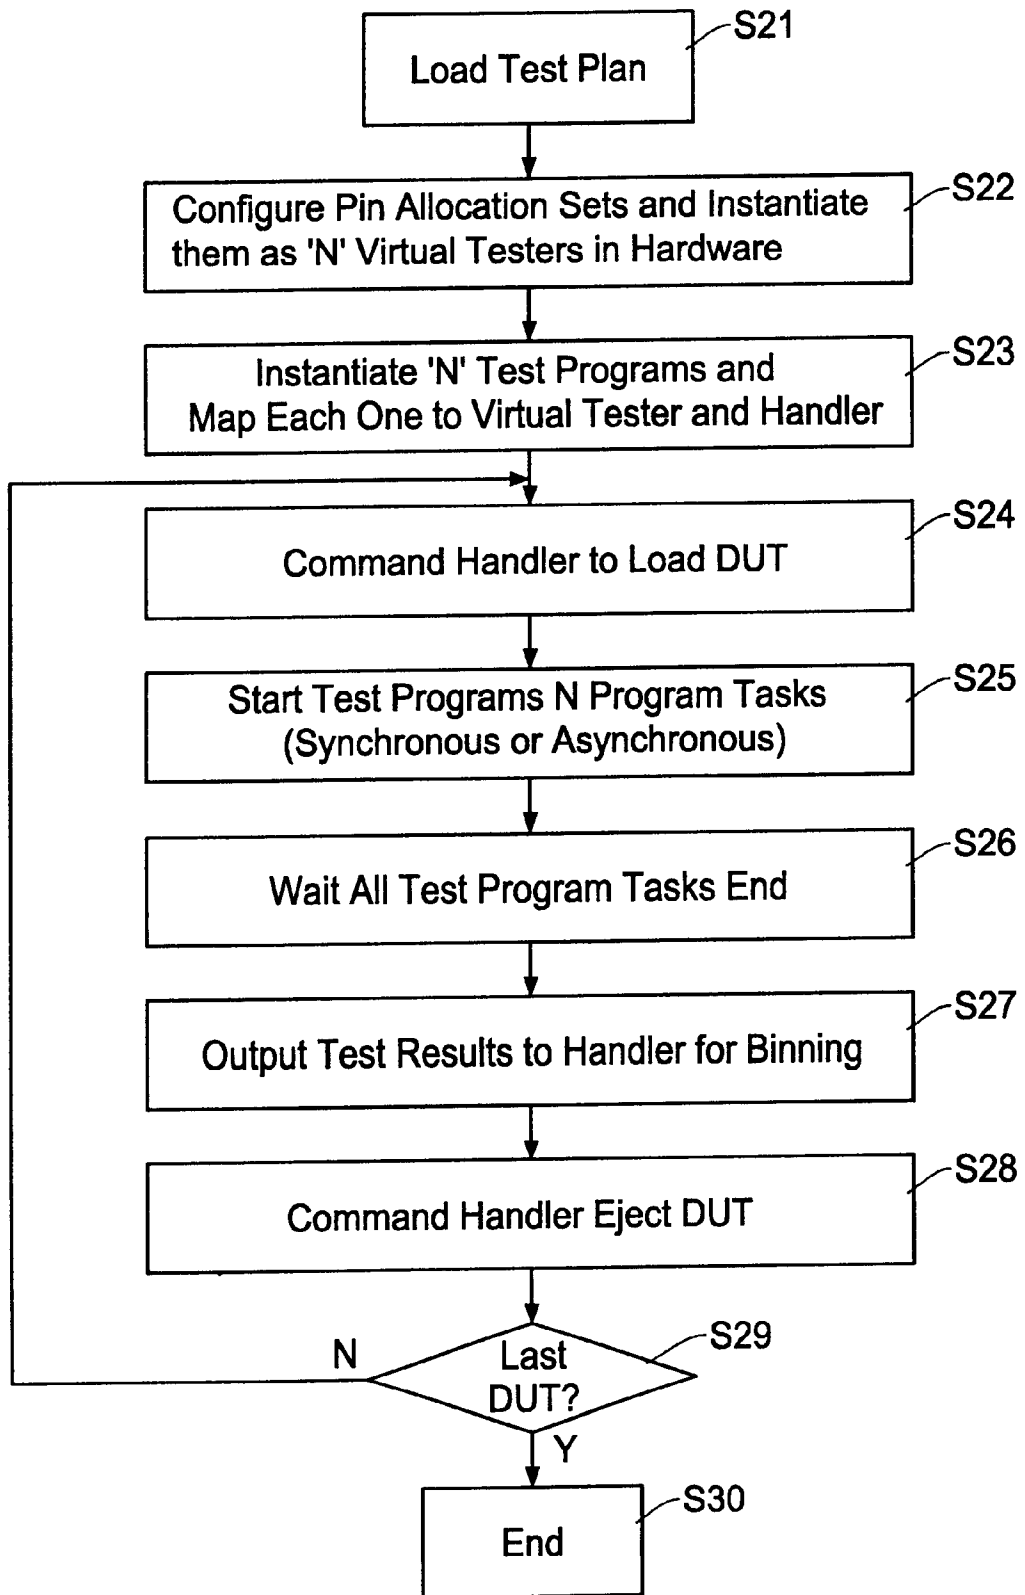 S21
Load Test Plan
S22
Configure Pin Allocation Sets and Instantiate
them as 'N' Virtual Testers in Hardware
S23
Instantiate 'N' Test Programs and
Map Each One to Virtual Tester and Handler
S24
Command Handler to Load DUT
S25
Start Test Programs N Program Tasks
(Synchronous or Asynchronous)
S26
Wait All Test Program Tasks End
S27
Output Test Results to Handler for Binning
S28
Command Handler Eject DUT
S29
N
Last
DUT?
Y
S30
End